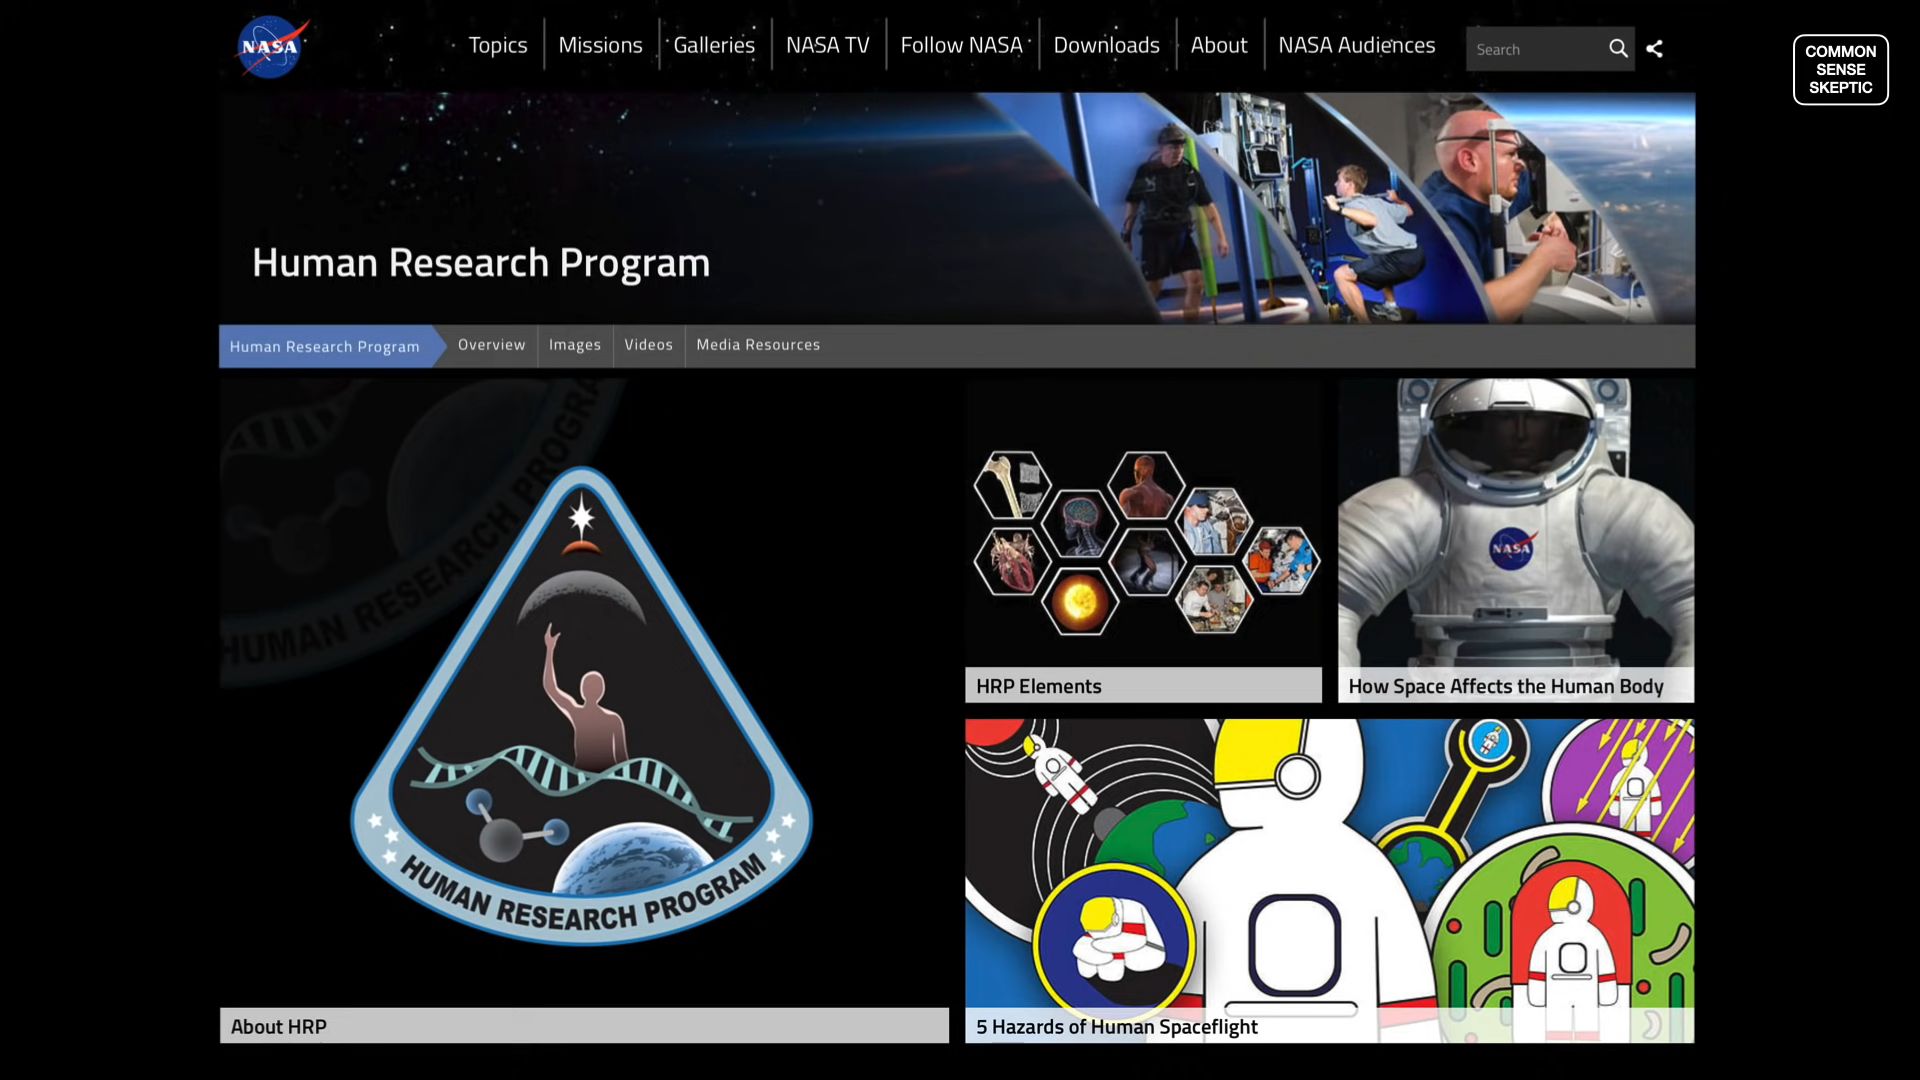 NASA
Topics
Missions
Galleries
NASA TV
Follow NASA
Downloads
About
NASA Audiences
Search
COMMON
SENSE
SKEPTIC
Human Research Program
Human Research Program
Overview
Images
Videos
Media Resources
HUMAN RESEARCH PROGRA
HUMAN RESEARCH PROGRAM
About HRP
HRP Elements
NASA
How Space Affects the Human Body
5 Hazards of Human Spaceflight